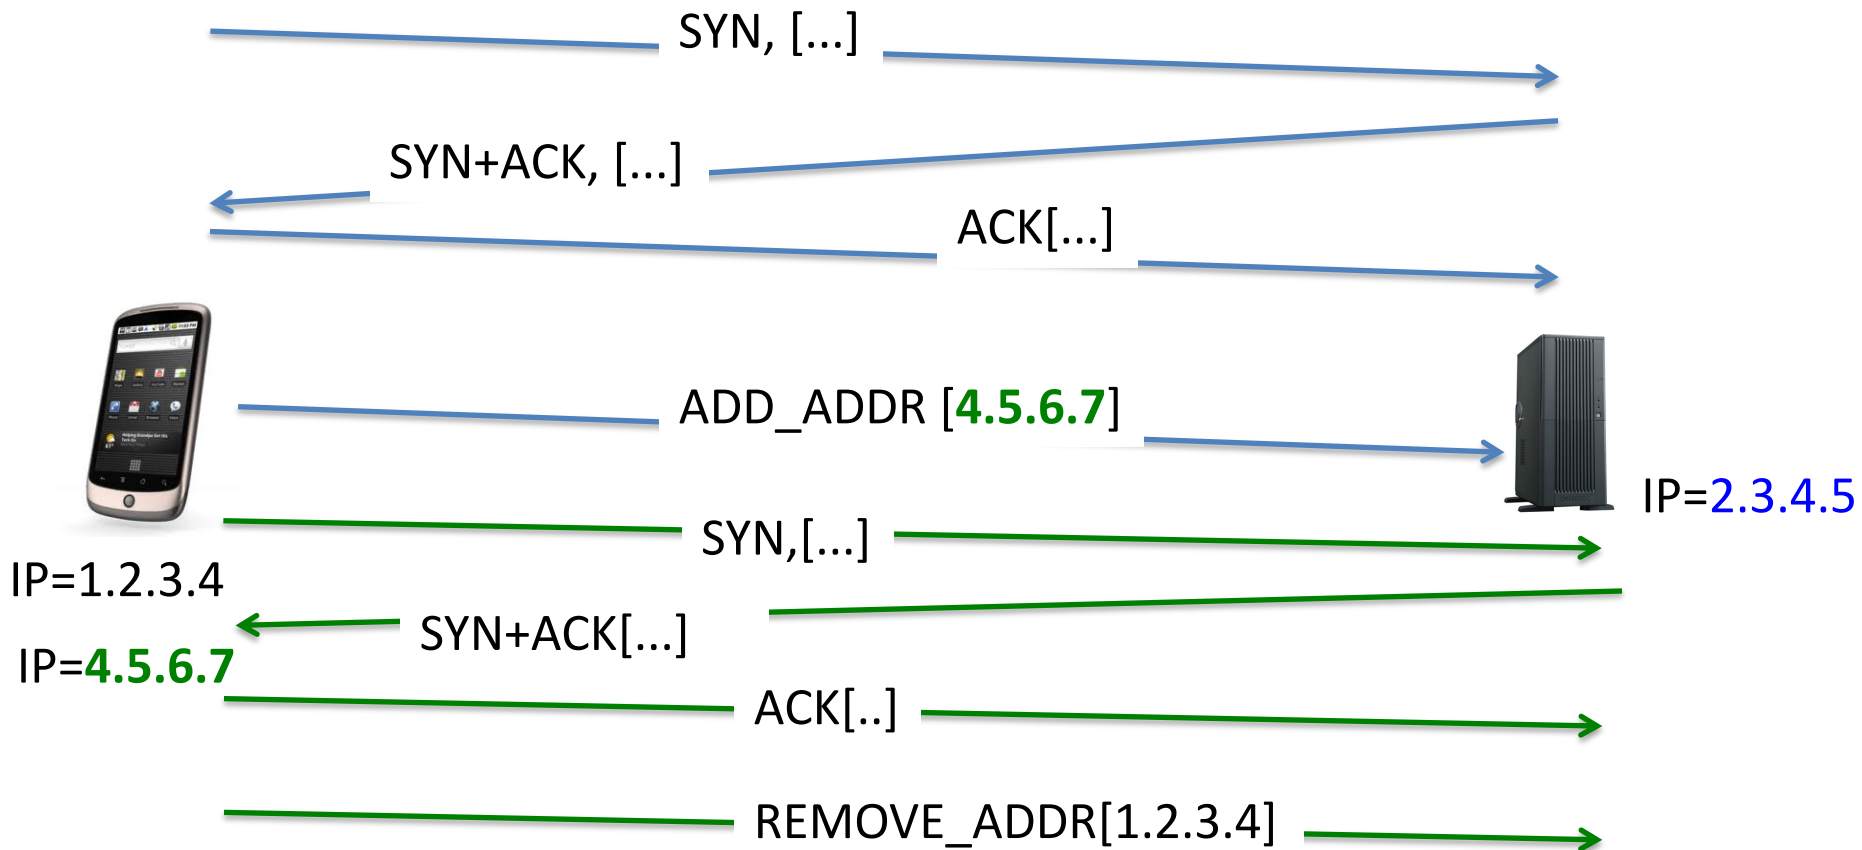 SYN, [...]
SYN+ACK, [...]
ACK[...]
ADD_ADDR [4.5.6.7]
IP=2.3.4.5
SYN,[...]
IP=1.2.3.4
SYN+ACK[...]
IP=4.5.6.7
ACK[..]
REMOVE_ADDR[1.2.3.4]